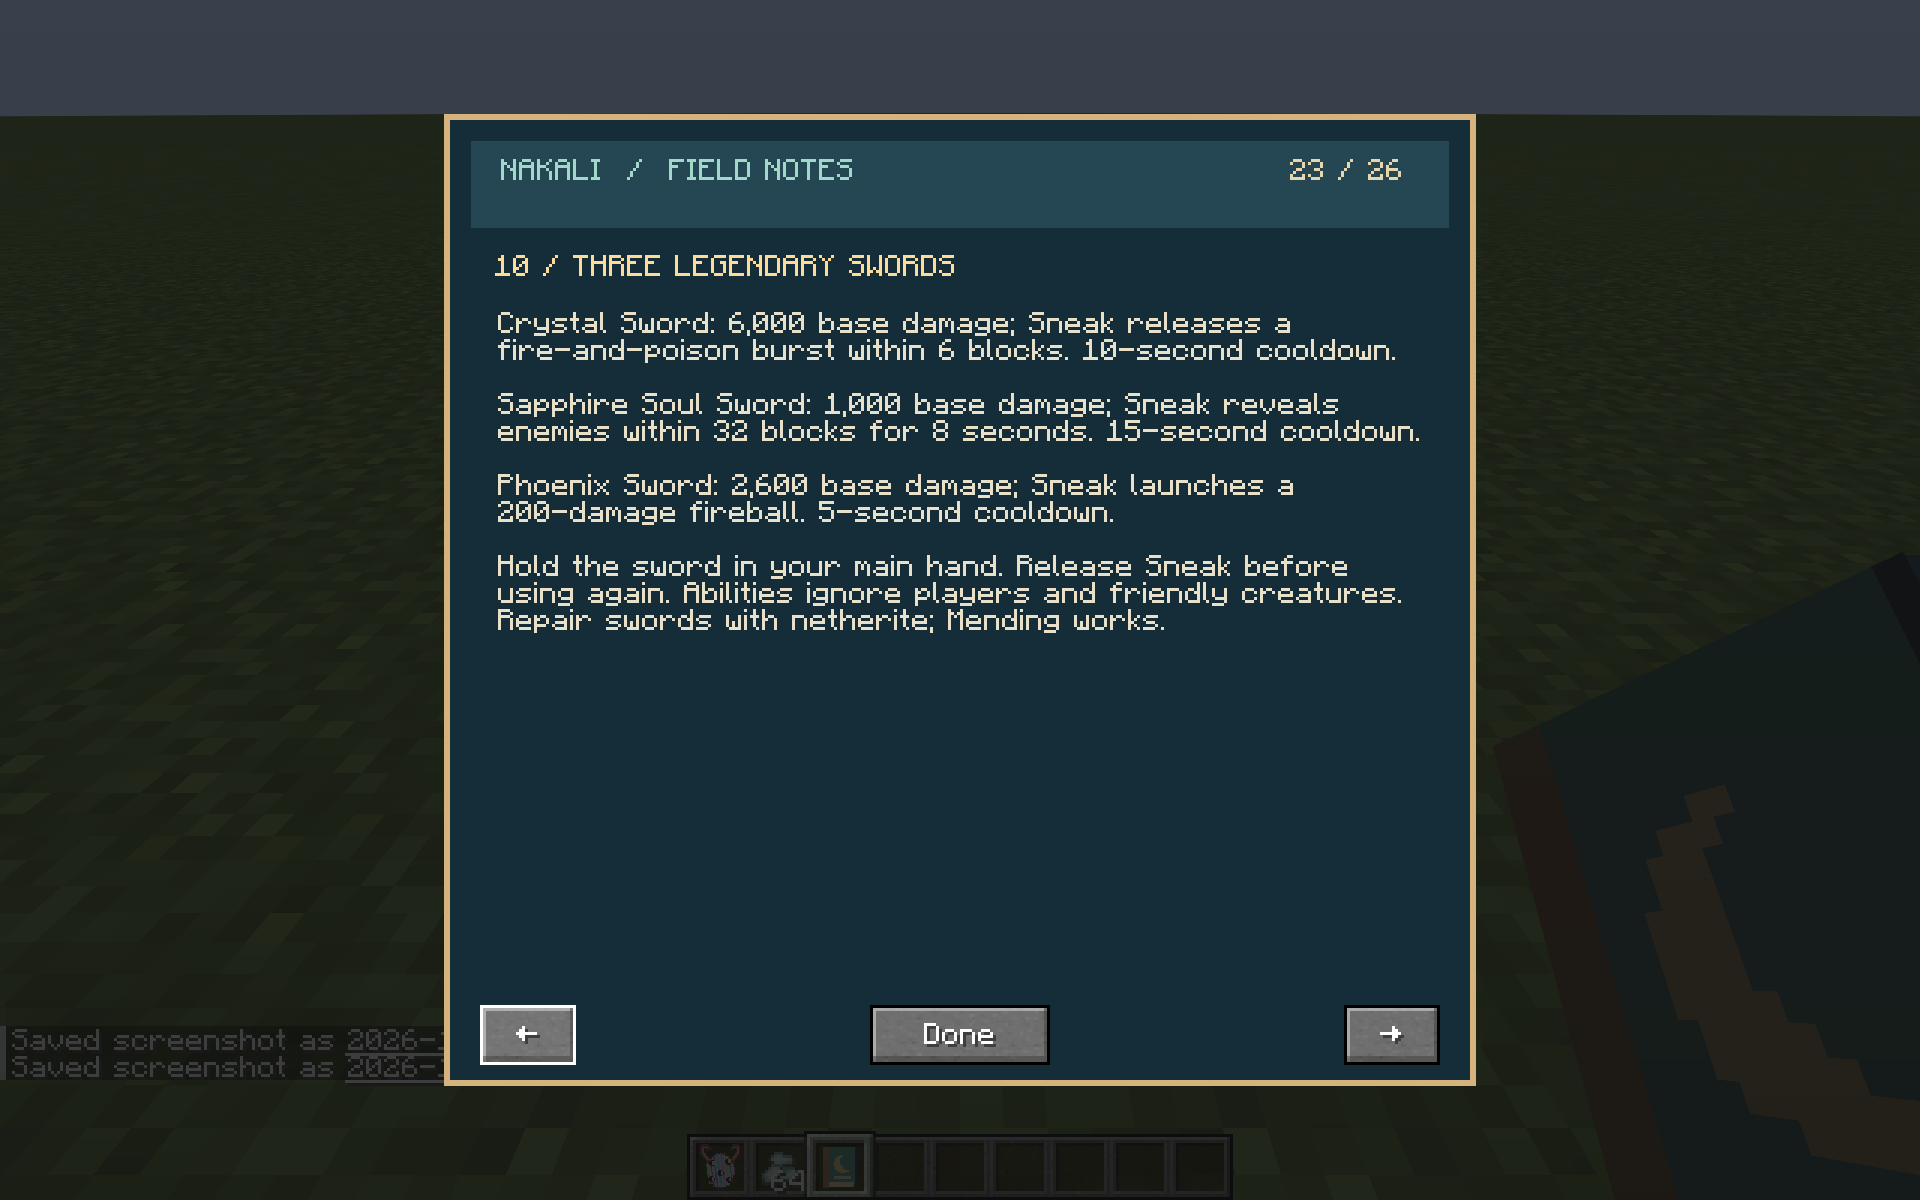 NAKALI / FIELD NOTES 23 / 26
10 / THREE LEGENDARY SWORDS
Crystal Sword: 6,000 base damage; Sneak releases a
fire-and-poison burst within 6 blocks. 10-second cooldown.
Sapphire Soul Sword: 1,000 base damage; Sneak reveals
enemies within 32 blocks for 8 seconds. 15-second cooldown.
Phoenix Sword: 2,600 base damage; Sneak launches a
200-damage fireball. 5-second cooldown.
Hold the sword in your main hand. Release Sneak before
using again. Abilities ignore players and friendly creatures.
Repair swords with netherite; Mending works.
← Done →
Saved screenshot as 2026-
Saved screenshot as 2026-
64